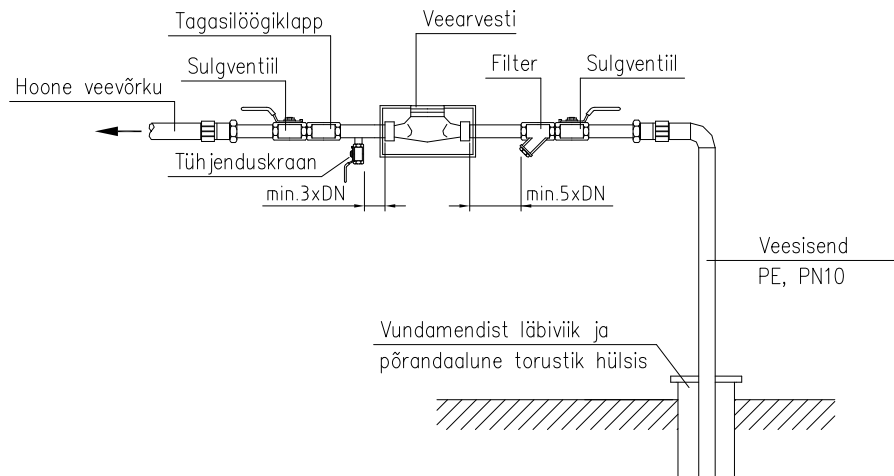 Tagasilöögiklapp
Veearvesti
Sulgventiil
Filter
Sulgventiil
Hoone veevõrku
Tühjenduskraan
min.3xDN
min.5xDN
Veesisend
PE, PN10
Vundamendist läbiviik ja
põrandaalune torustik hülsis